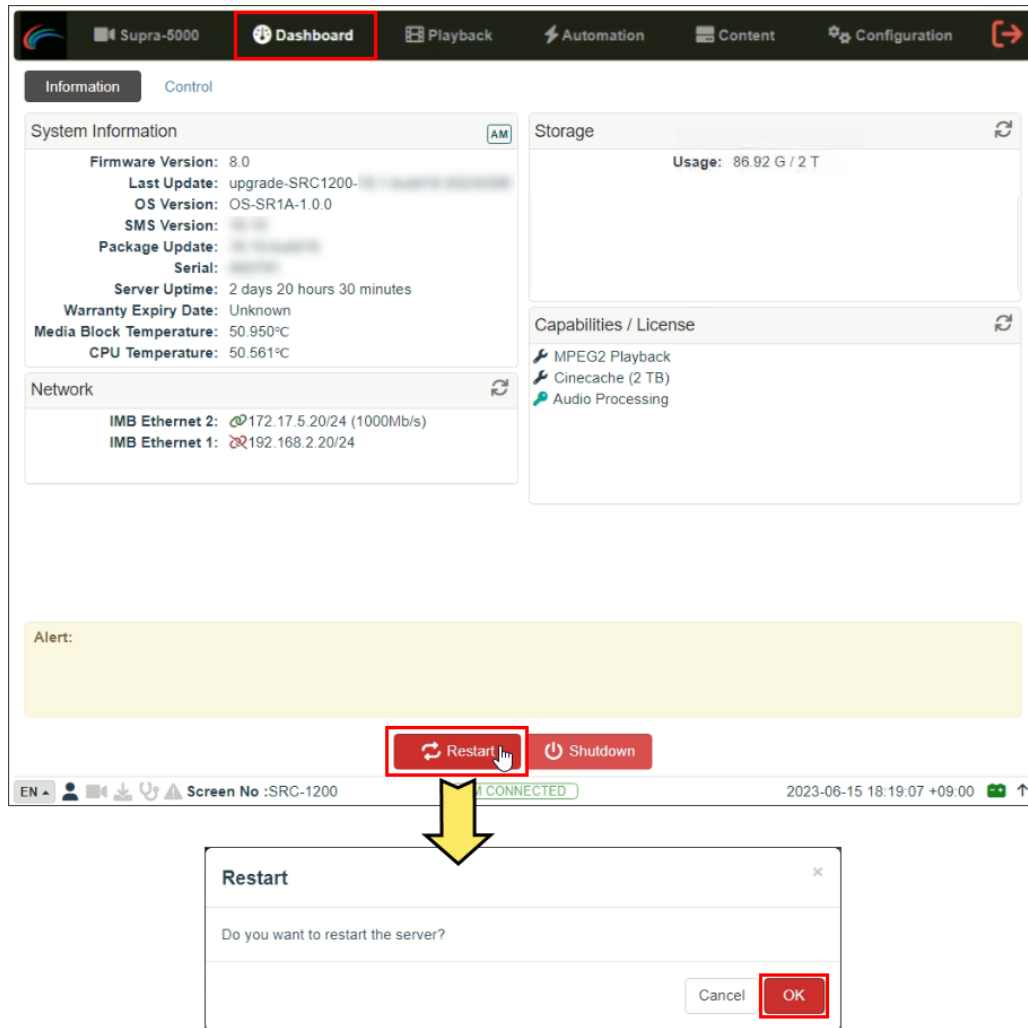 Supra-5000 Dashboard Playback Automation Content Configuration
Information Control
System Information AM
Firmware Version: 8.0
Last Update: upgrade-SRC1200-
OS Version: OS-SR1A-1.0.0
SMS Version:
Package Update:
Serial:
Server Uptime: 2 days 20 hours 30 minutes
Warranty Expiry Date: Unknown
Media Block Temperature: 50.950°C
CPU Temperature: 50.561°C
Storage
Usage: 86.92 G / 2 T
Network
IMB Ethernet 2: 172.17.5.20/24 (1000Mb/s)
IMB Ethernet 1: 192.168.2.20/24
Capabilities / License
MPEG2 Playback
Cinecache (2 TB)
Audio Processing
Alert:
Restart Shutdown
EN Screen No :SRC-1200 M CONNECTED 2023-06-15 18:19:07 +09:00
Restart ×
Do you want to restart the server?
Cancel OK